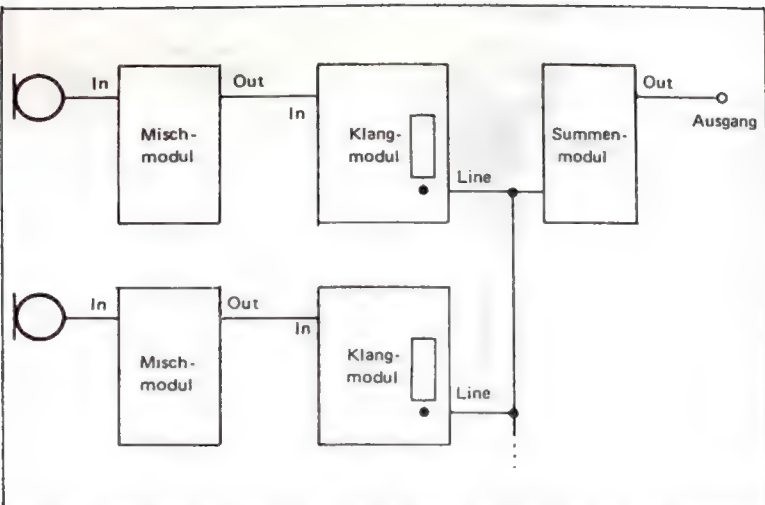 In
Out
In
Out
Misch-
modul
Klang-
modul
Summen-
modul
Line
Ausgang
In
Out
In
Misch-
modul
Klang-
modul
Line